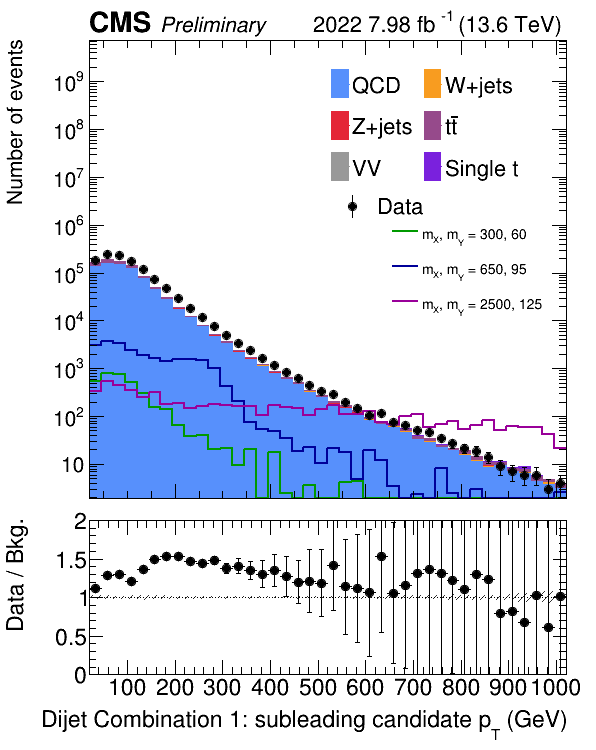 CMS Preliminary 2022 7.98 fb⁻¹ (13.6 TeV)
Number of events
10⁹
10⁸
10⁷
10⁶
10⁵
10⁴
10³
10²
10
QCD W+jets
Z+jets tt̄
VV Single t
Data
m_X, m_Y = 300, 60
m_X, m_Y = 650, 95
m_X, m_Y = 2500, 125
Data / Bkg.
2
1.5
1
0.5
0
100 200 300 400 500 600 700 800 900 1000
Dijet Combination 1: subleading candidate p_T (GeV)